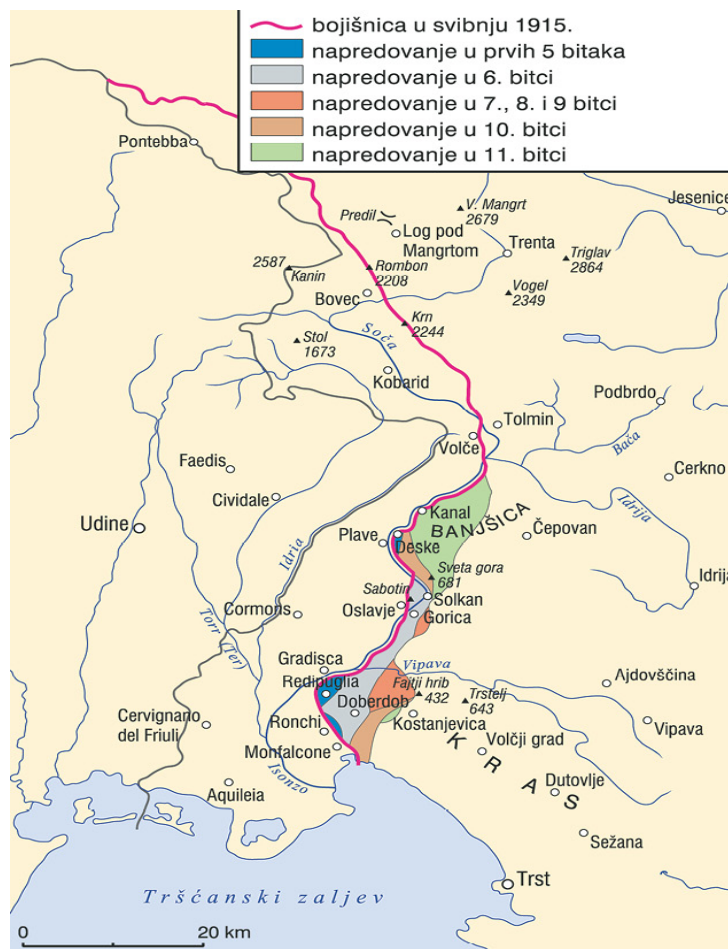 bojišnica u svibnju 1915.
napredovanje u prvih 5 bitaka
napredovanje u 6. bitci
napredovanje u 7., 8. i 9 bitci
napredovanje u 10. bitci
napredovanje u 11. bitci
Pontebba
Jesenice
V. Mangrt
2679
Predil
Log pod
Mangrtom
Trenta
Triglav
2864
2587
Kanin
Rombon
2208
Bovec
Vogel
2349
Krn
2244
Stol
1673
Soča
Kobarid
Podbrdo
Tolmin
Volče
Bača
Faedis
Cerkno
Cividale
Idrija
Kanal
BANJŠICA
Udine
Plave
Deske
Čepovan
Idria
Sveta gora
681
Idrija
Sabotin
Solkan
Oslavje
Gorica
Cormons
Torr (Ter)
Gradisca
Vipava
Redipuglia
Fajtji hrib
432
Ajdovščina
Doberdob
Trstelj
643
Cervignano
del Friuli
Ronchi
Kostanjevica
Vipava
Monfalcone
Volčji grad
KRAS
Isonzo
Aquileia
Dutovlje
Sežana
Trst
Tršćanski zaljev
0 20 km